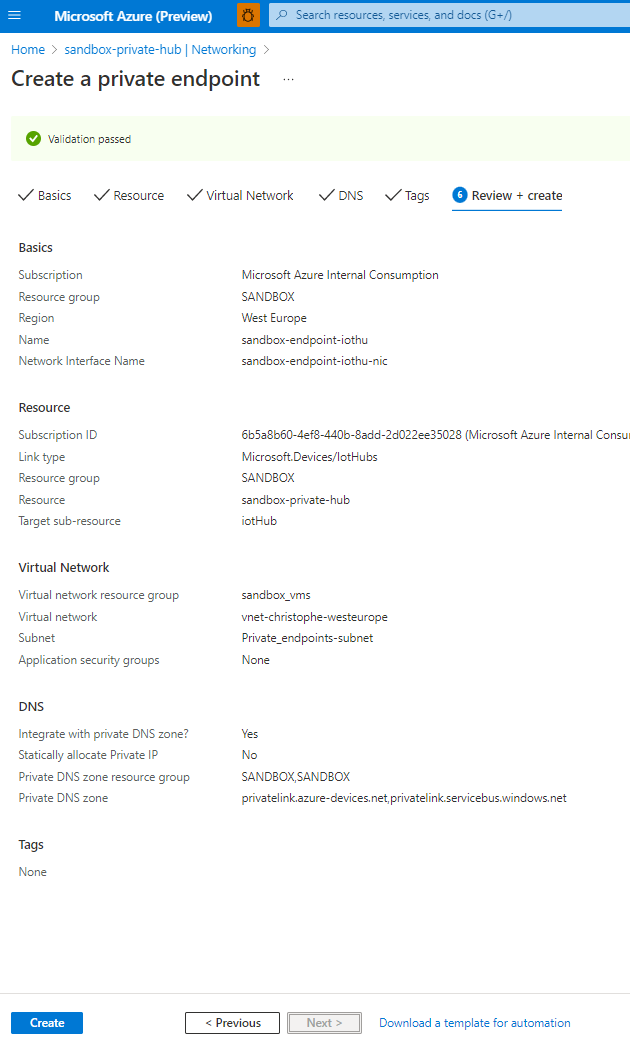 Microsoft Azure (Preview)
Search resources, services, and docs (G+/)
Home > sandbox-private-hub | Networking >
Create a private endpoint ...
Validation passed
Basics Resource Virtual Network DNS Tags 6 Review + create
Basics
Subscription Microsoft Azure Internal Consumption
Resource group SANDBOX
Region West Europe
Name sandbox-endpoint-iothu
Network Interface Name sandbox-endpoint-iothu-nic
Resource
Subscription ID 6b5a8b60-4ef8-440b-8add-2d022ee35028 (Microsoft Azure Internal Consu
Link type Microsoft.Devices/IotHubs
Resource group SANDBOX
Resource sandbox-private-hub
Target sub-resource iotHub
Virtual Network
Virtual network resource group sandbox_vms
Virtual network vnet-christophe-westeurope
Subnet Private_endpoints-subnet
Application security groups None
DNS
Integrate with private DNS zone? Yes
Statically allocate Private IP No
Private DNS zone resource group SANDBOX,SANDBOX
Private DNS zone privatelink.azure-devices.net,privatelink.servicebus.windows.net
Tags
None
Create < Previous Next > Download a template for automation